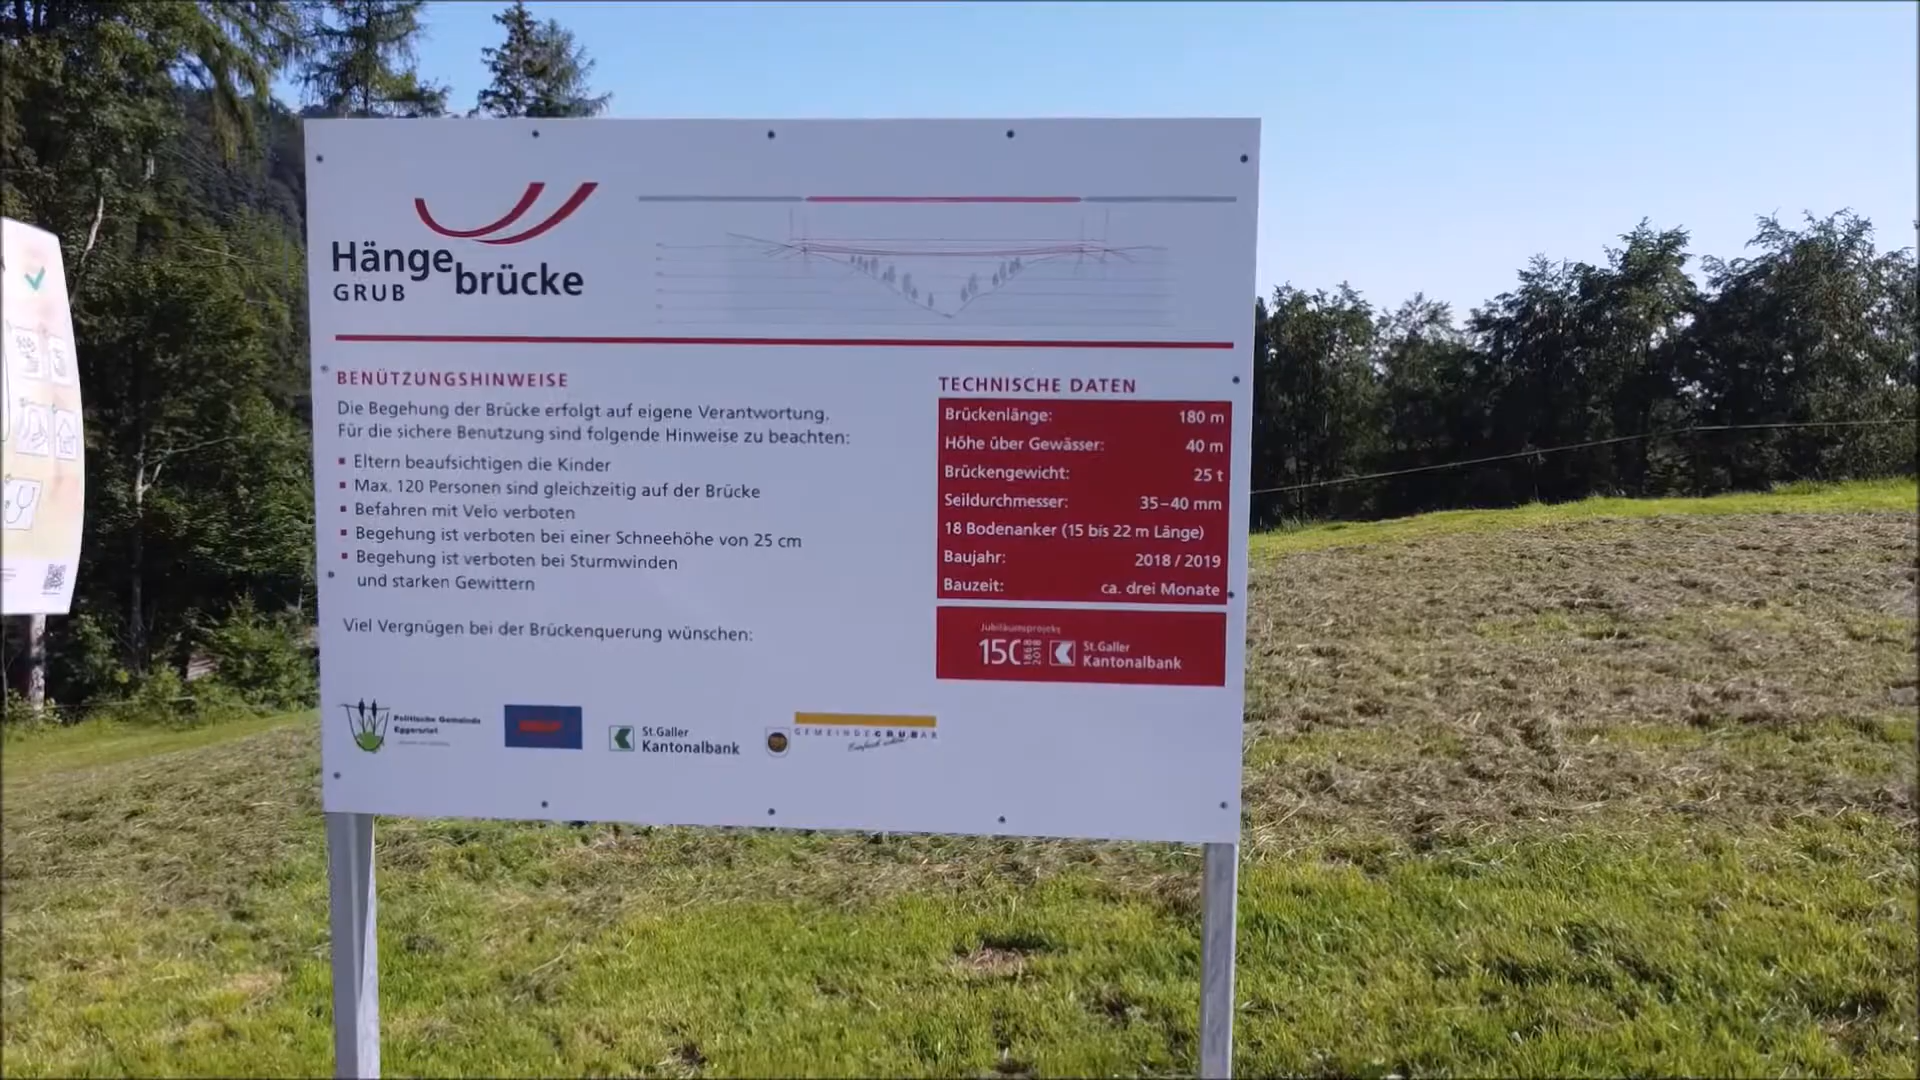 Hänge
brücke
GRUB
BENÜTZUNGSHINWEISE
Die Begehung der Brücke erfolgt auf eigene Verantwortung.
Für die sichere Benutzung sind folgende Hinweise zu beachten:
▪ Eltern beaufsichtigen die Kinder
▪ Max. 120 Personen sind gleichzeitig auf der Brücke
▪ Befahren mit Velo verboten
▪ Begehung ist verboten bei einer Schneehöhe von 25 cm
▪ Begehung ist verboten bei Sturmwinden
und starken Gewittern
Viel Vergnügen bei der Brückenquerung wünschen:
TECHNISCHE DATEN
Brückenlänge: 180 m
Höhe über Gewässer: 40 m
Brückengewicht: 25 t
Seildurchmesser: 35–40 mm
18 Bodenanker (15 bis 22 m Länge)
Baujahr: 2018 / 2019
Bauzeit: ca. drei Monate
Jubiläumsprojekt
150 1868 2018
St.Galler
Kantonalbank
Politische Gemeinde
Eggersriet
St.Galler
Kantonalbank
GEMEINDEGRUBAR